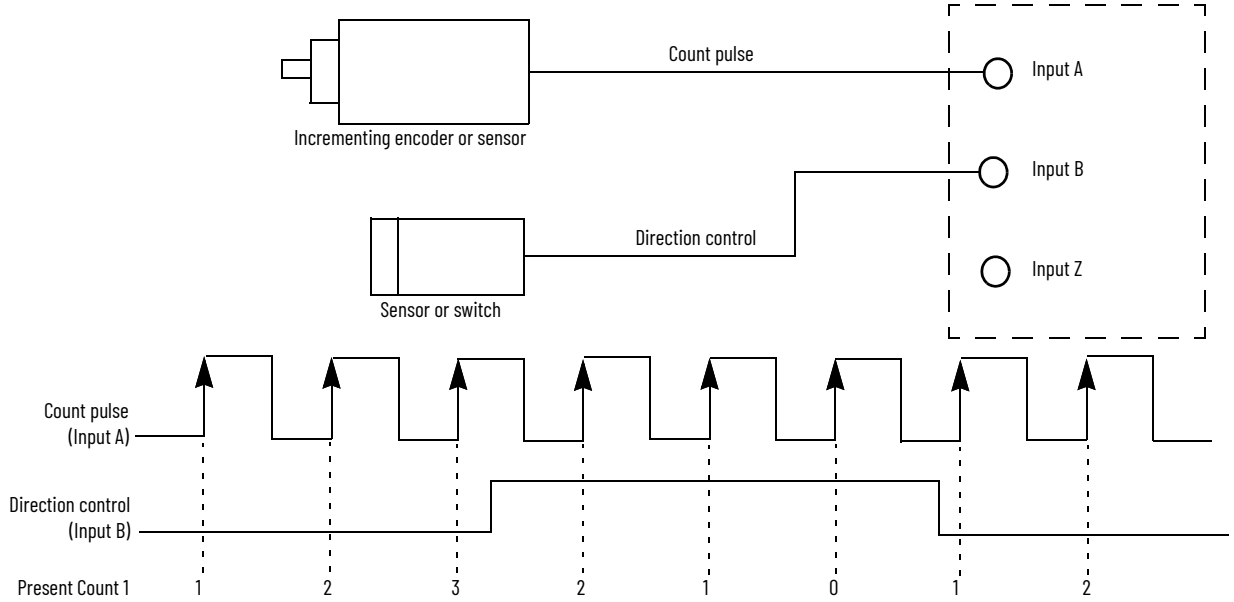 Count pulse
Input A
Incrementing encoder or sensor
Input B
Direction control
Input Z
Sensor or switch
Count pulse
(Input A)
Direction control
(Input B)
Present Count 1 1 2 3 2 1 0 1 2